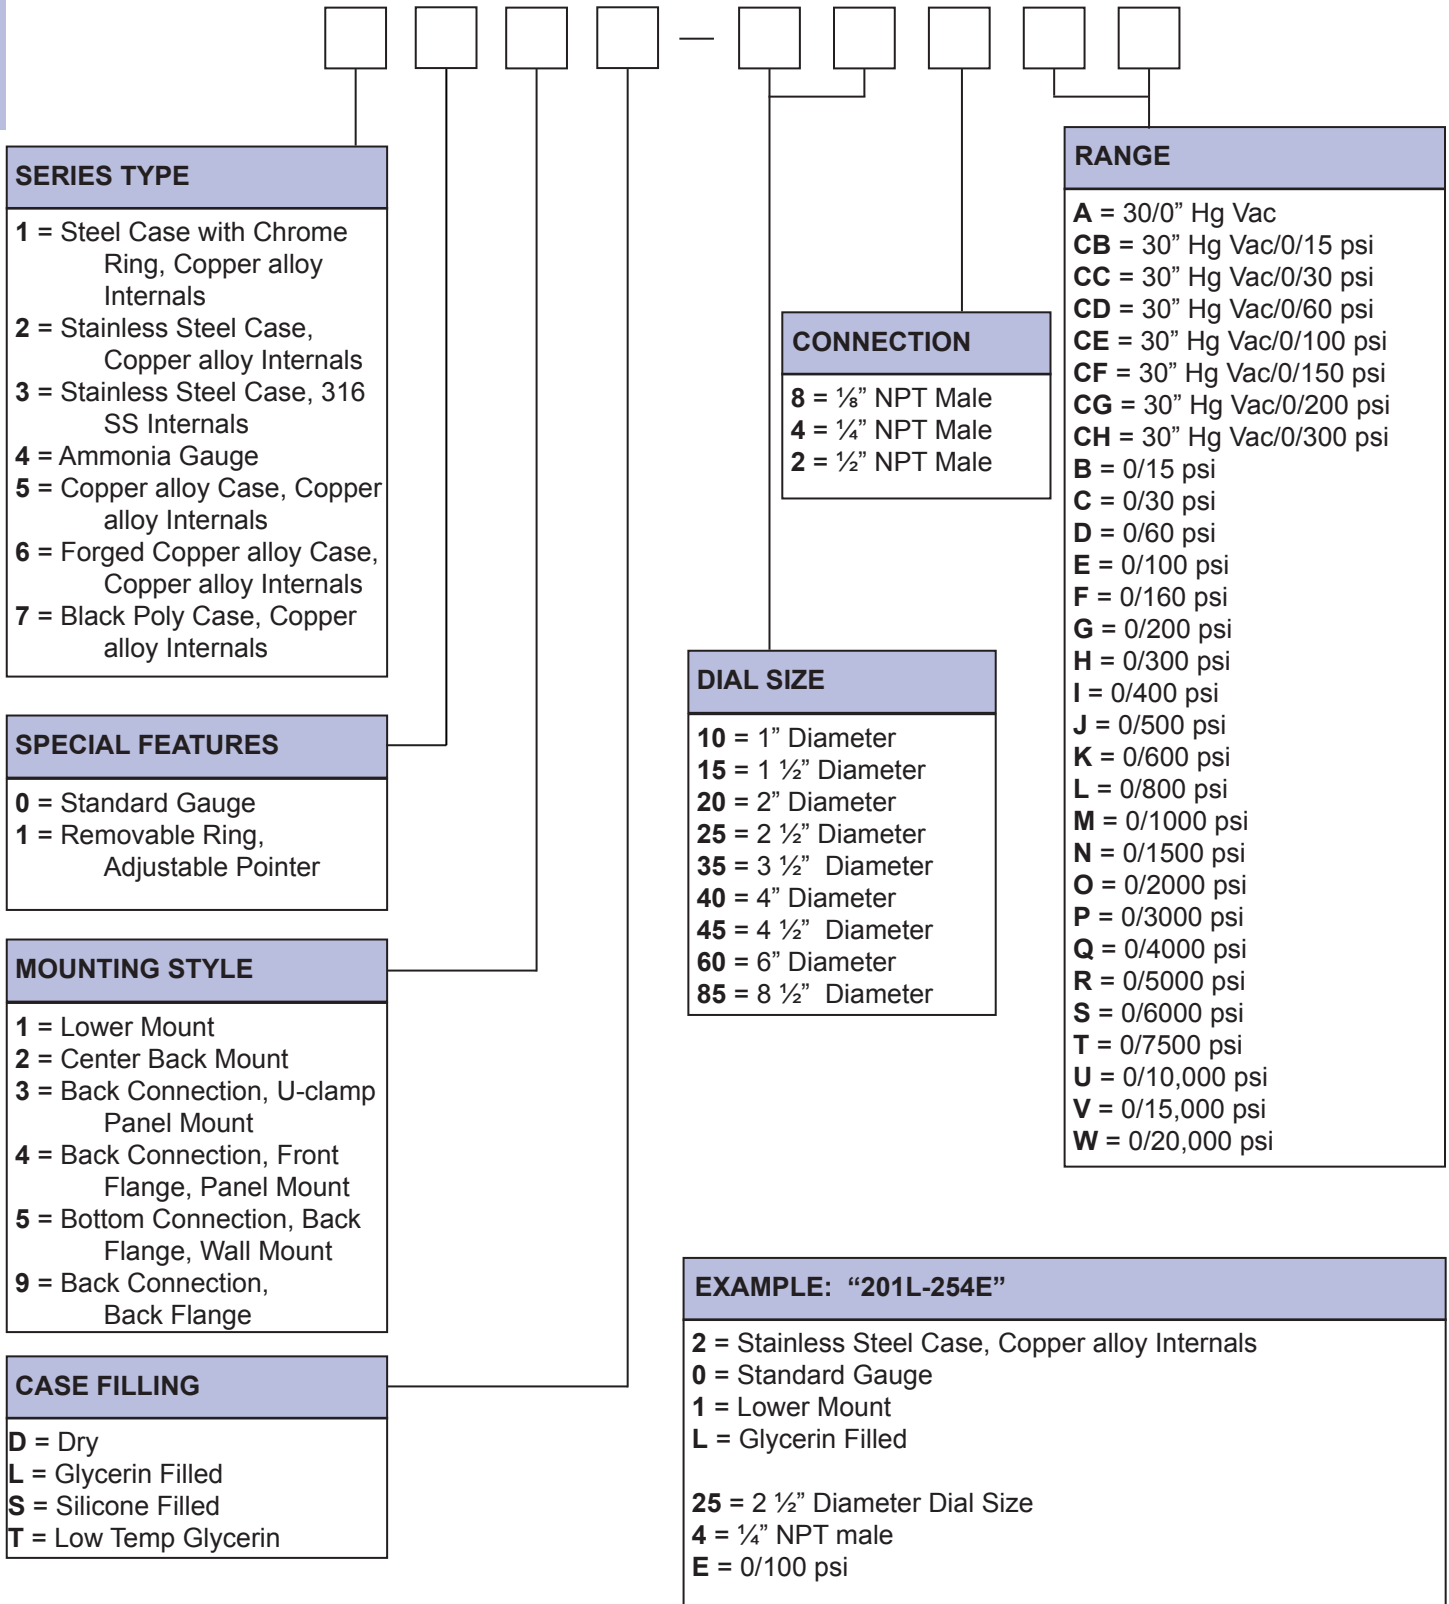 SERIES TYPE
1 = Steel Case with Chrome
Ring, Copper alloy
Internals
2 = Stainless Steel Case,
Copper alloy Internals
3 = Stainless Steel Case, 316
SS Internals
4 = Ammonia Gauge
5 = Copper alloy Case, Copper
alloy Internals
6 = Forged Copper alloy Case,
Copper alloy Internals
7 = Black Poly Case, Copper
alloy Internals
SPECIAL FEATURES
0 = Standard Gauge
1 = Removable Ring,
Adjustable Pointer
MOUNTING STYLE
1 = Lower Mount
2 = Center Back Mount
3 = Back Connection, U-clamp
Panel Mount
4 = Back Connection, Front
Flange, Panel Mount
5 = Bottom Connection, Back
Flange, Wall Mount
9 = Back Connection,
Back Flange
CASE FILLING
D = Dry
L = Glycerin Filled
S = Silicone Filled
T = Low Temp Glycerin
DIAL SIZE
10 = 1” Diameter
15 = 1 ½” Diameter
20 = 2” Diameter
25 = 2 ½” Diameter
35 = 3 ½” Diameter
40 = 4” Diameter
45 = 4 ½” Diameter
60 = 6” Diameter
85 = 8 ½” Diameter
CONNECTION
8 = ⅛” NPT Male
4 = ¼” NPT Male
2 = ½” NPT Male
RANGE
A = 30/0” Hg Vac
CB = 30” Hg Vac/0/15 psi
CC = 30” Hg Vac/0/30 psi
CD = 30” Hg Vac/0/60 psi
CE = 30” Hg Vac/0/100 psi
CF = 30” Hg Vac/0/150 psi
CG = 30” Hg Vac/0/200 psi
CH = 30” Hg Vac/0/300 psi
B = 0/15 psi
C = 0/30 psi
D = 0/60 psi
E = 0/100 psi
F = 0/160 psi
G = 0/200 psi
H = 0/300 psi
I = 0/400 psi
J = 0/500 psi
K = 0/600 psi
L = 0/800 psi
M = 0/1000 psi
N = 0/1500 psi
O = 0/2000 psi
P = 0/3000 psi
Q = 0/4000 psi
R = 0/5000 psi
S = 0/6000 psi
T = 0/7500 psi
U = 0/10,000 psi
V = 0/15,000 psi
W = 0/20,000 psi
EXAMPLE: “201L-254E”
2 = Stainless Steel Case, Copper alloy Internals
0 = Standard Gauge
1 = Lower Mount
L = Glycerin Filled
25 = 2 ½” Diameter Dial Size
4 = ¼” NPT male
E = 0/100 psi